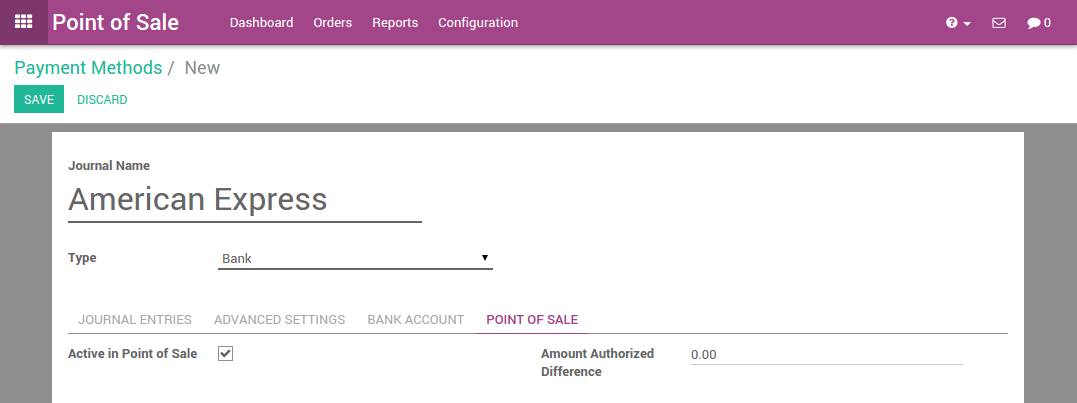 Point of Sale Dashboard Orders Reports Configuration 0
Payment Methods / New
SAVE DISCARD
Journal Name
American Express
Type Bank
JOURNAL ENTRIES ADVANCED SETTINGS BANK ACCOUNT POINT OF SALE
Active in Point of Sale Amount Authorized 0.00
Difference